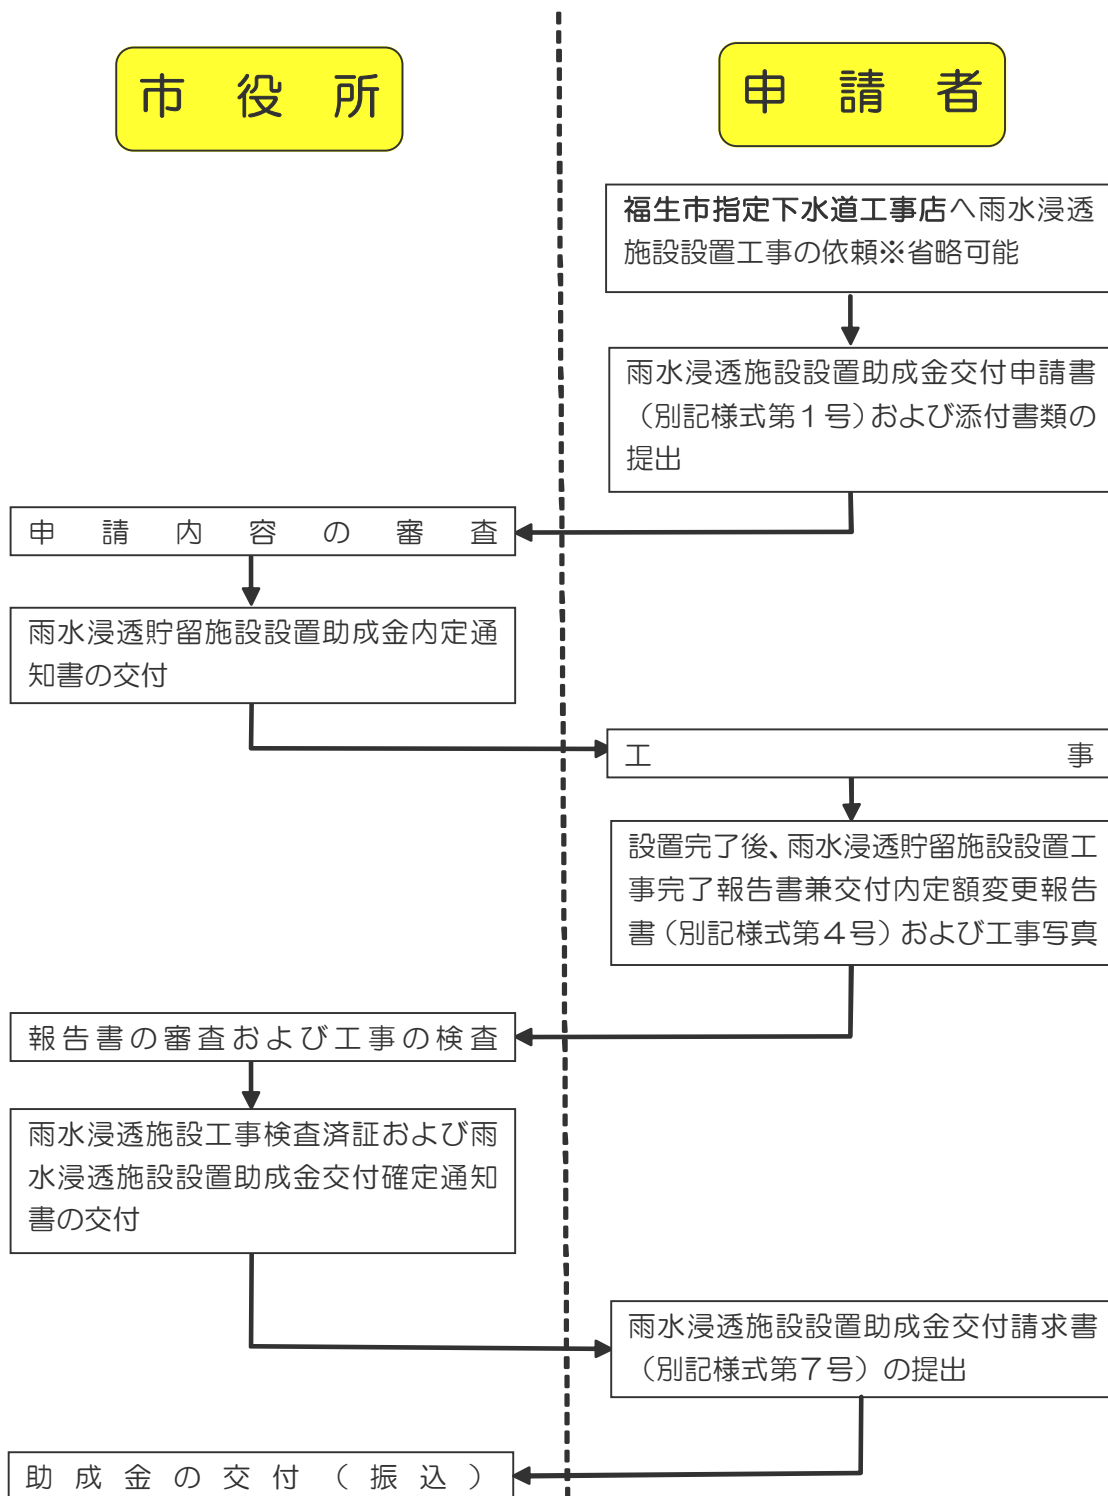 市役所
申請者
福生市指定下水道工事店へ雨水浸透
施設設置工事の依頼※省略可能
雨水浸透施設設置助成金交付申請書
（別記様式第１号）および添付書類の
提出
申請内容の審査
雨水浸透貯留施設設置助成金内定通
知書の交付
工事
設置完了後、雨水浸透貯留施設設置工
事完了報告書兼交付内定額変更報告
書（別記様式第４号）および工事写真
報告書の審査および工事の検査
雨水浸透施設工事検査済証および雨
水浸透施設設置助成金交付確定通知
書の交付
雨水浸透施設設置助成金交付請求書
（別記様式第７号）の提出
助成金の交付（振込）